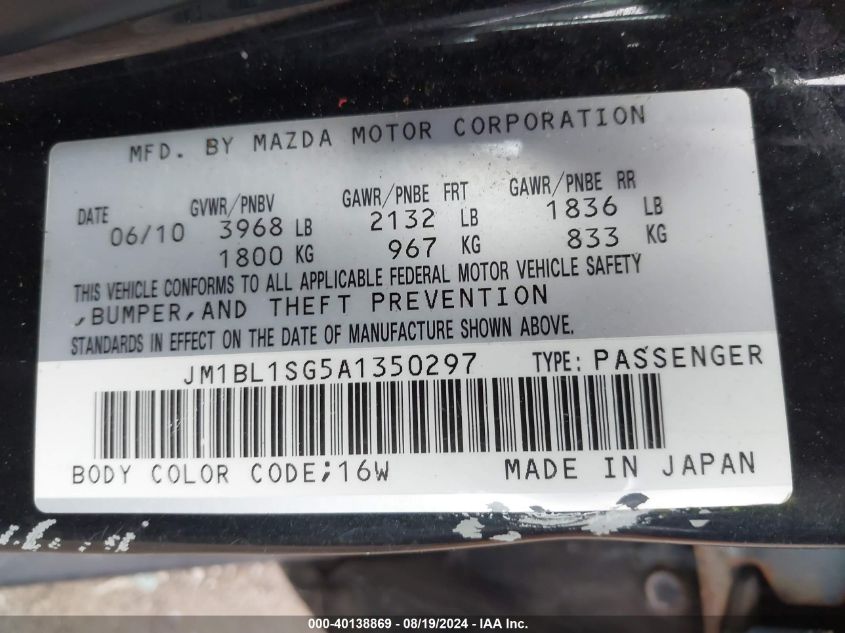 MFD. BY MAZDA MOTOR CORPORATION
DATE GVWR/PNBV GAWR/PNBE FRT GAWR/PNBE RR
06/10 3968 LB 2132 LB 1836 LB
1800 KG 967 KG 833 KG
THIS VEHICLE CONFORMS TO ALL APPLICABLE FEDERAL MOTOR VEHICLE SAFETY
,BUMPER,AND THEFT PREVENTION
STANDARDS IN EFFECT ON THE DATE OF MANUFACTURE SHOWN ABOVE.
JM1BL1SG5A1350297 TYPE: PASSENGER
BODY COLOR CODE;16W MADE IN JAPAN
000-40138869 - 08/19/2024 - IAA Inc.